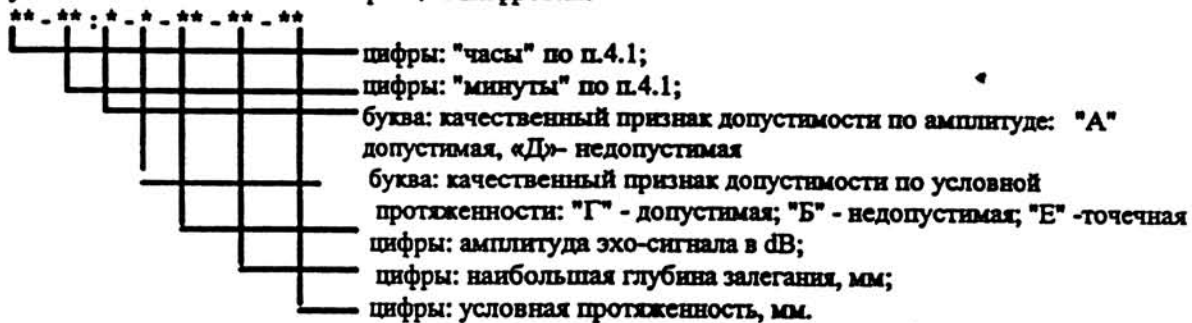 **_**:*_*_**_**_**
цифры: "часы" по п.4.1;
цифры: "минуты" по п.4.1;
буква: качественный признак допустимости по амплитуде: "А"
допустимая, «Д»- недопустимая
буква: качественный признак допустимости по условной
протяженности: "Г" - допустимая; "Б" - недопустимая; "Е" -точечная
цифры: амплитуда эхо-сигнала в dB;
цифры: наибольшая глубина залегания, мм;
цифры: условная протяженность, мм.